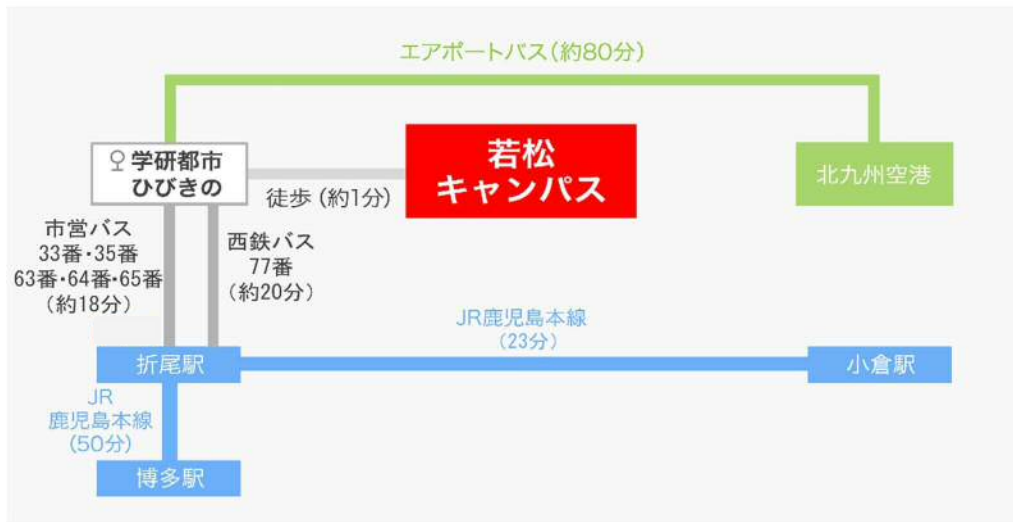 エアポートバス(約80分)
学研都市
ひびきの
徒歩 (約1分)
若松
キャンパス
北九州空港
市営バス
33番・35番
63番・64番・65番
(約18分)
西鉄バス
77番
(約20分)
JR鹿児島本線
(23分)
折尾駅
小倉駅
JR
鹿児島本線
(50分)
博多駅